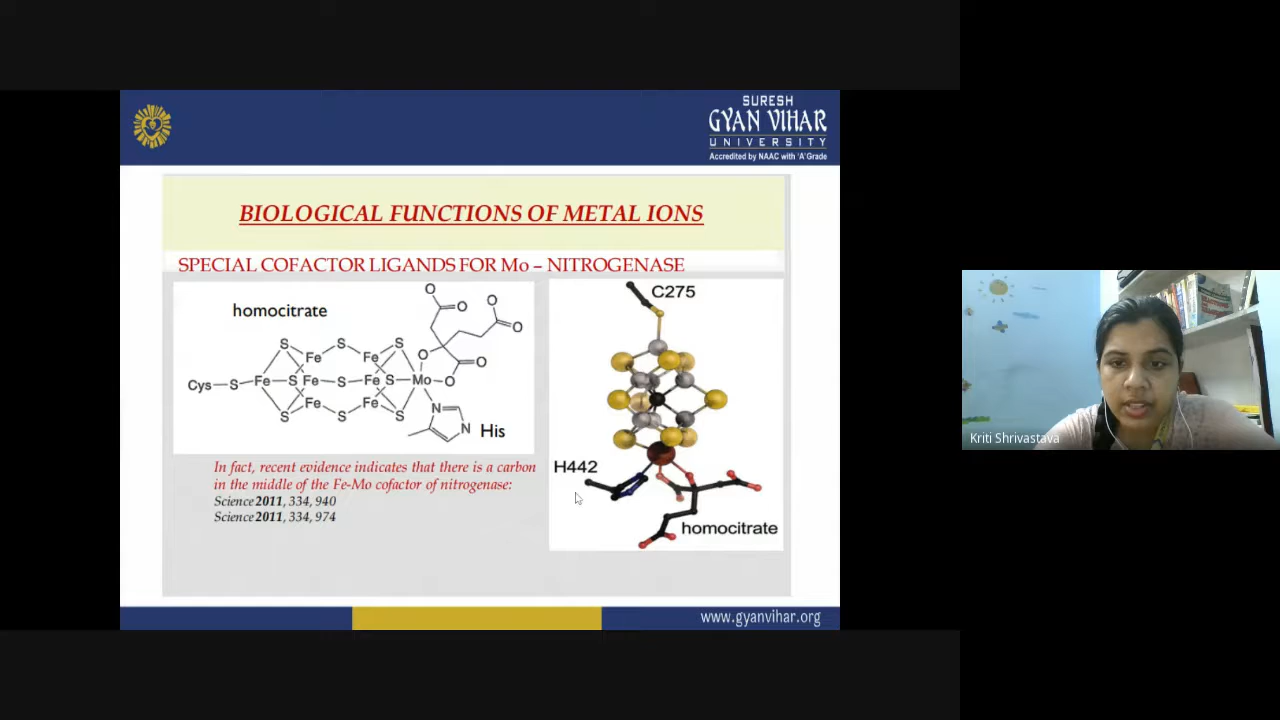 SURESH
GYAN VIHAR
UNIVERSITY
Accredited by NAAC with 'A' Grade
BIOLOGICAL FUNCTIONS OF METAL IONS
SPECIAL COFACTOR LIGANDS FOR Mo – NITROGENASE
homocitrate
O
O
O
O
S
S
S
Fe
Fe
O
O
Cys
S
Fe
S
Fe
S
Fe
S
Mo
O
Fe
Fe
S
S
S
N
N
His
C275
H442
homocitrate
In fact, recent evidence indicates that there is a carbon
in the middle of the Fe-Mo cofactor of nitrogenase:
Science 2011, 334, 940
Science 2011, 334, 974
www.gyanvihar.org
Kriti Shrivastava